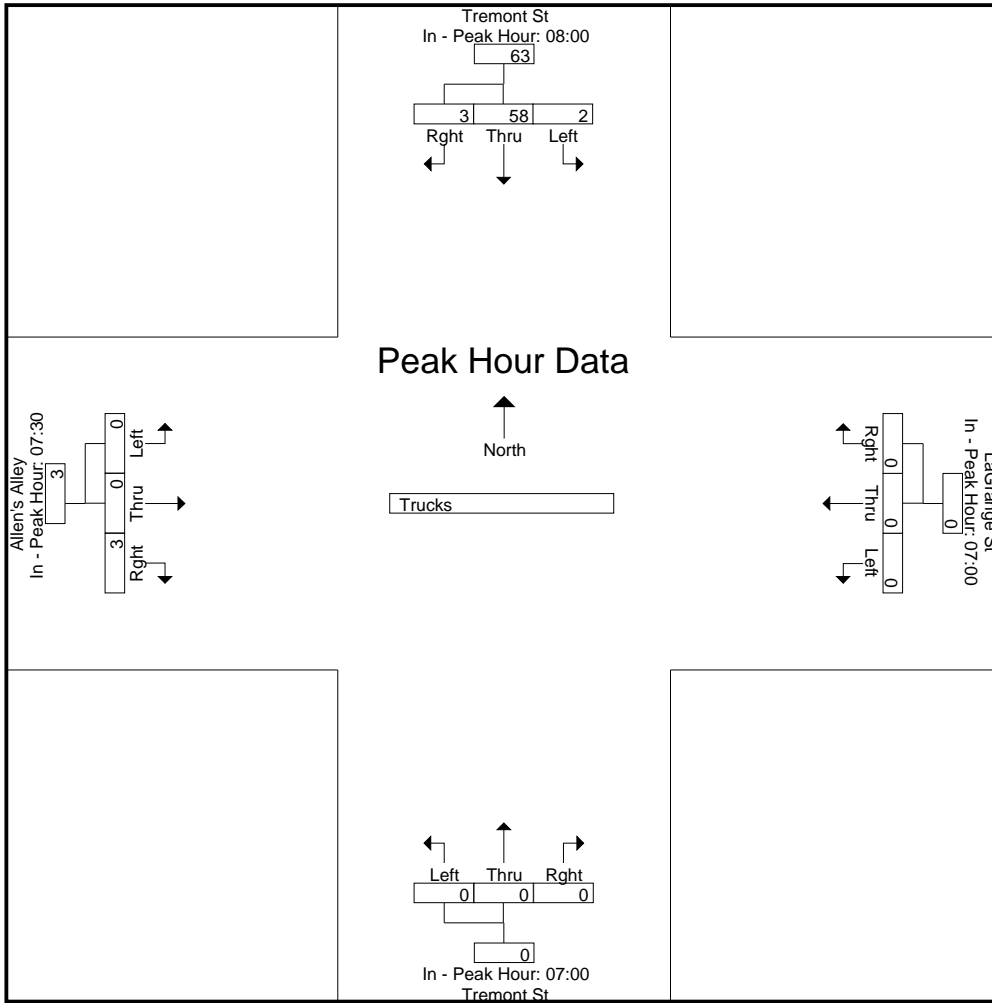 Tremont St
In - Peak Hour: 08:00
63
3 58 2
Rght Thru Left
Peak Hour Data
North
Trucks
Allen's Alley
In - Peak Hour: 07:30
3
0 0 3
Left Thru Rght
LaGrange St
In - Peak Hour: 07:00
0
0 0 0
Rght Thru Left
Left Thru Rght
0 0 0
0
In - Peak Hour: 07:00
Tremont St